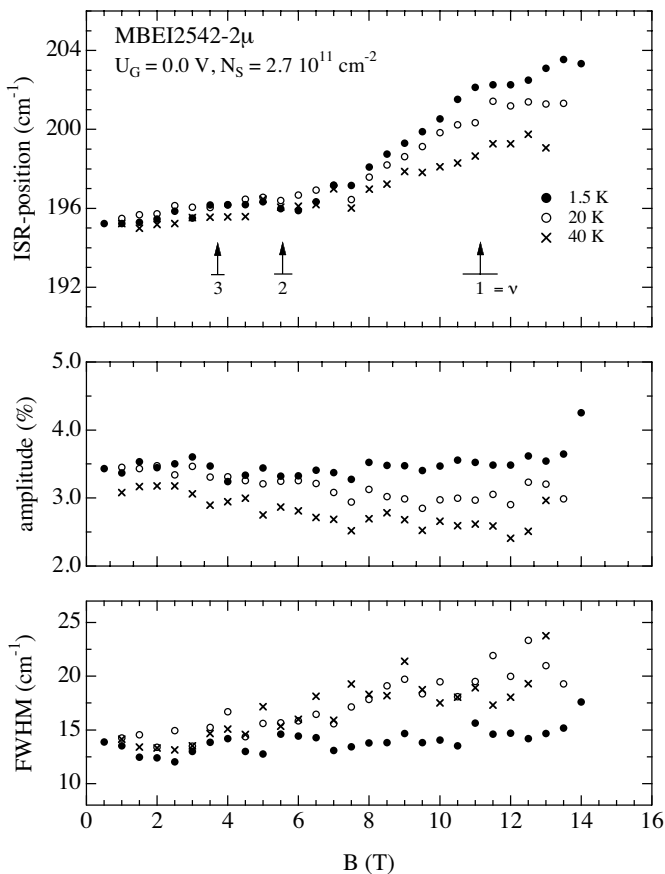 MBEI2542-2μ
U_G = 0.0 V, N_S = 2.7 10^11 cm^-2
ISR-position (cm^-1)
204
200
196
192
1.5 K
20 K
40 K
3
2
1 = ν
amplitude (%)
5.0
4.0
3.0
2.0
FWHM (cm^-1)
25
20
15
10
0
2
4
6
8
10
12
14
16
B (T)